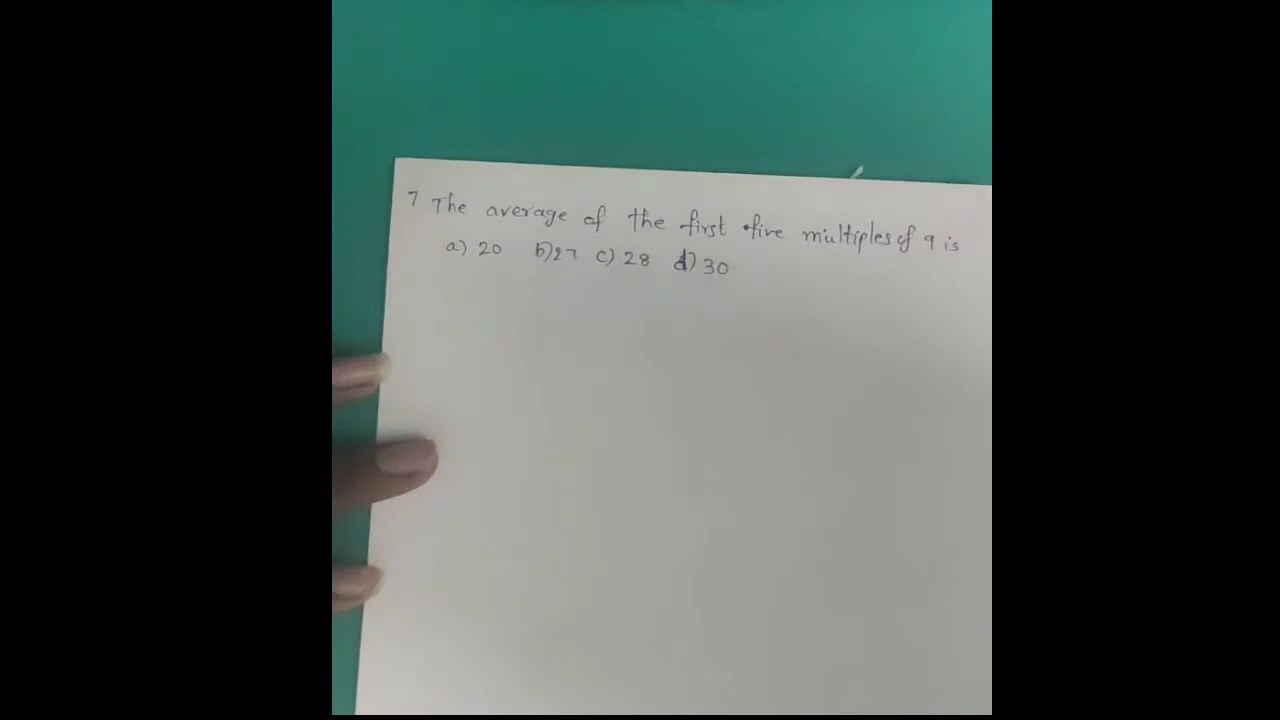 7 The average of the first five multiples of 9 is
a) 20 b) 27 c) 28 d) 30